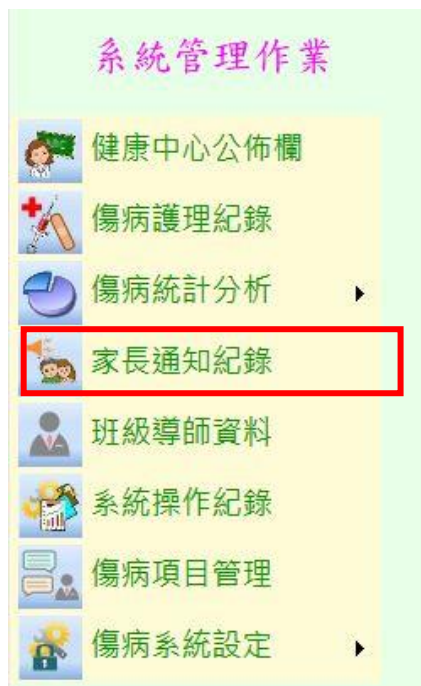 系統管理作業
健康中心公佈欄
傷病護理紀錄
傷病統計分析
家長通知紀錄
班級導師資料
系統操作紀錄
傷病項目管理
傷病系統設定